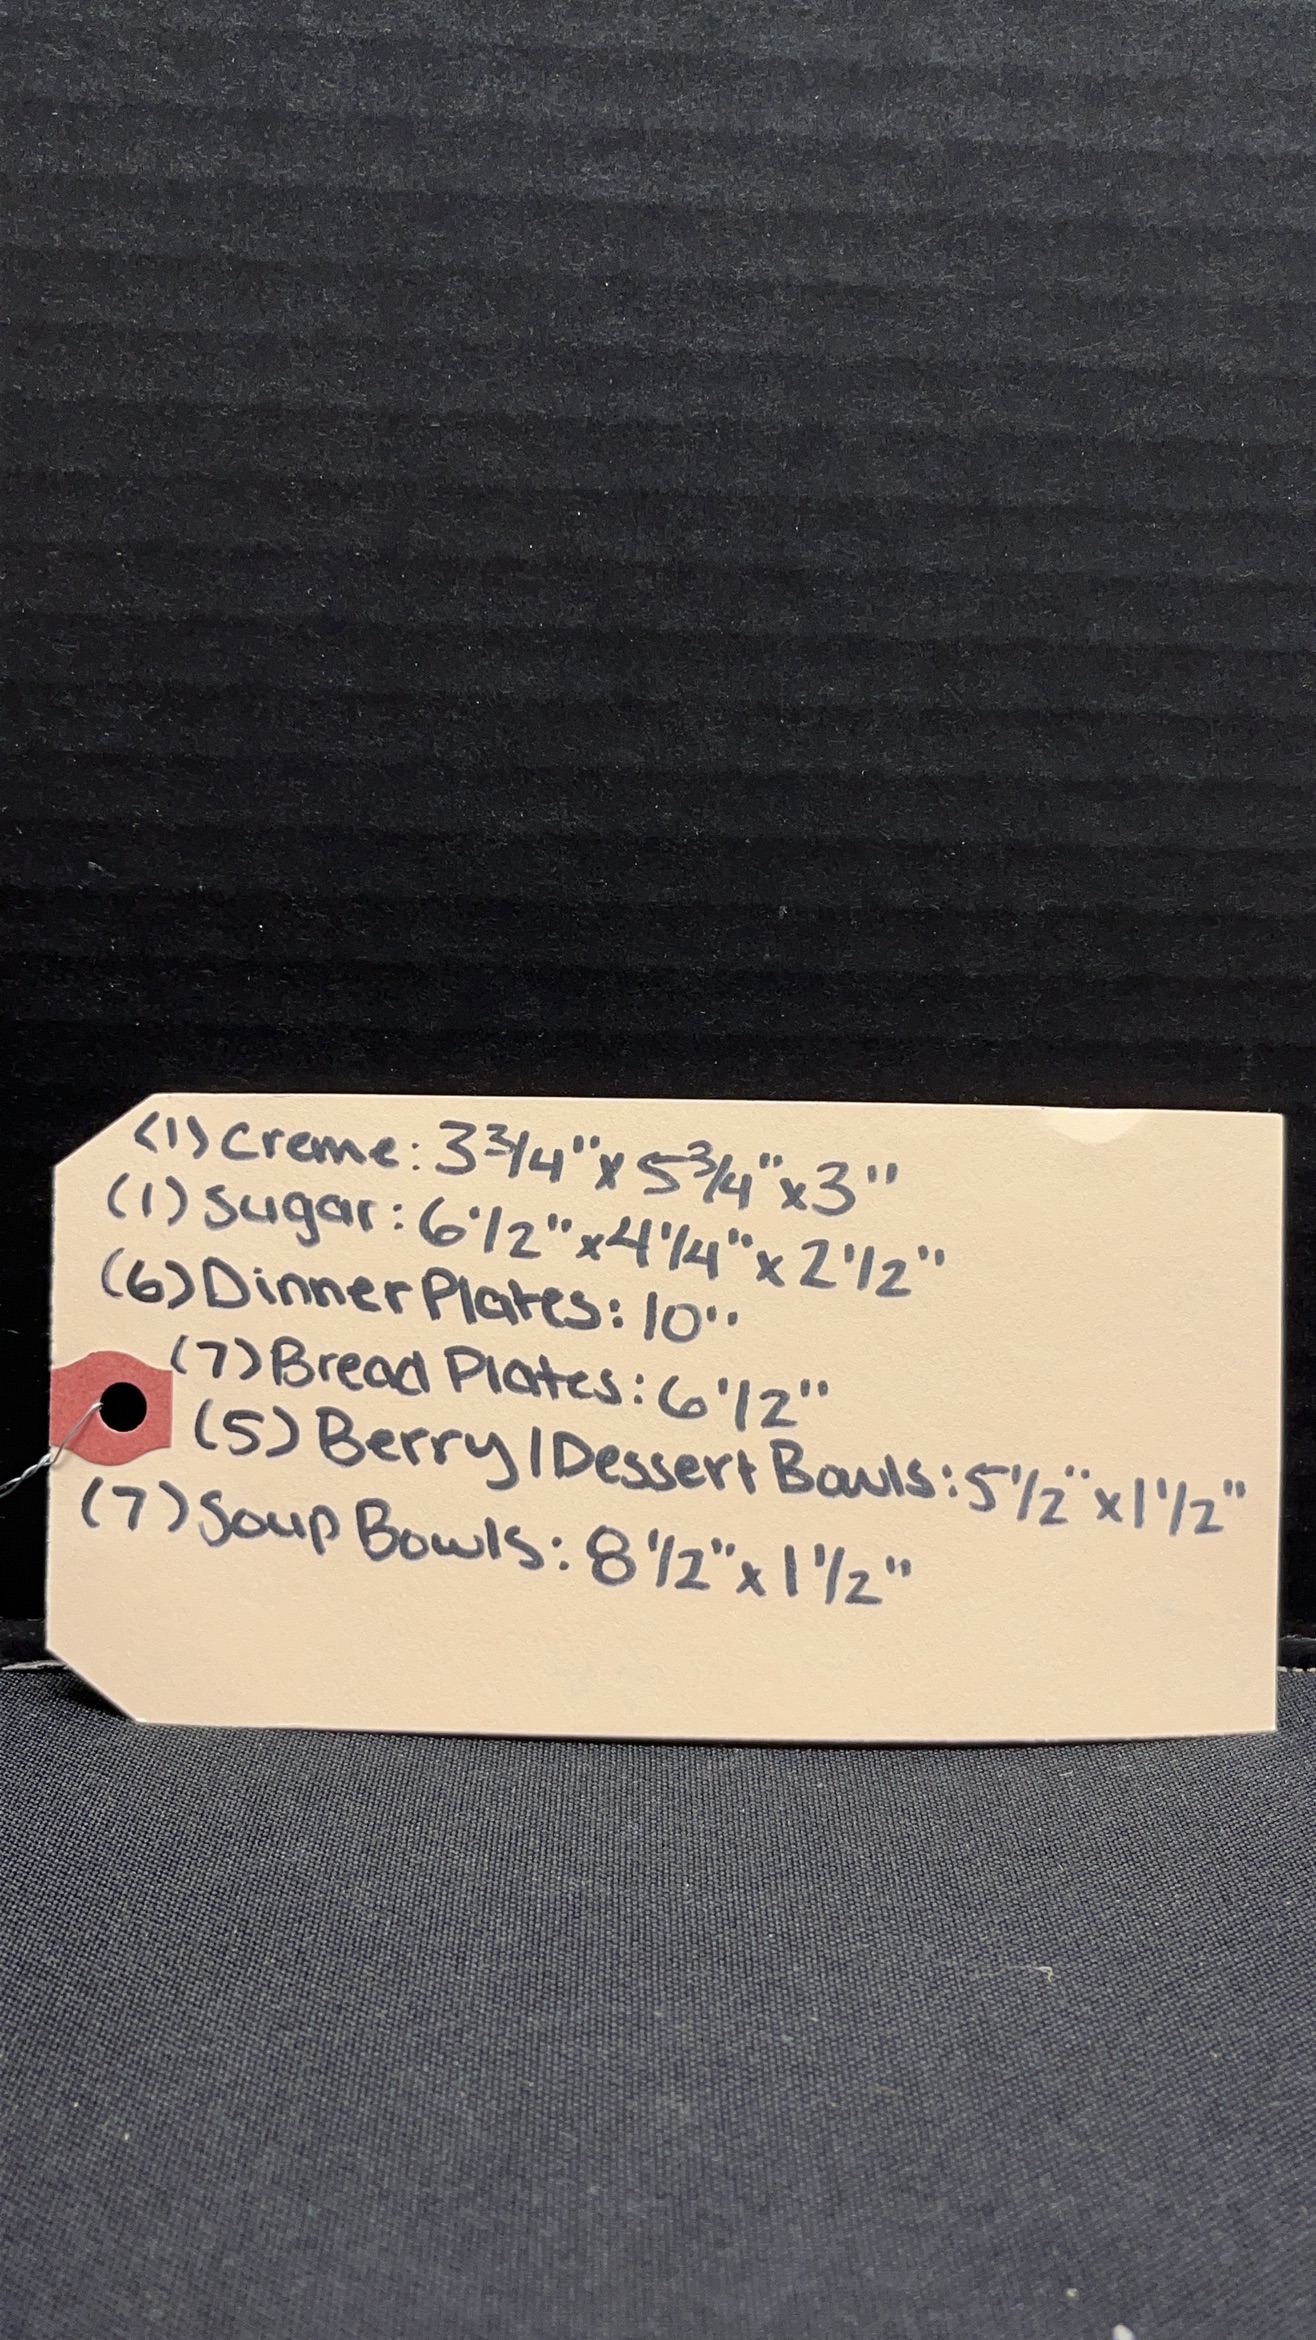 (1) Creme: 3 3/4" x 5 3/4" x 3"
(1) Sugar: 6 1/2" x 4 1/4" x 2 1/2"
(6) Dinner Plates: 10"
(7) Bread Plates: 6 1/2"
(5) Berry/Dessert Bowls: 5 1/2" x 1 1/2"
(7) Soup Bowls: 8 1/2" x 1 1/2"